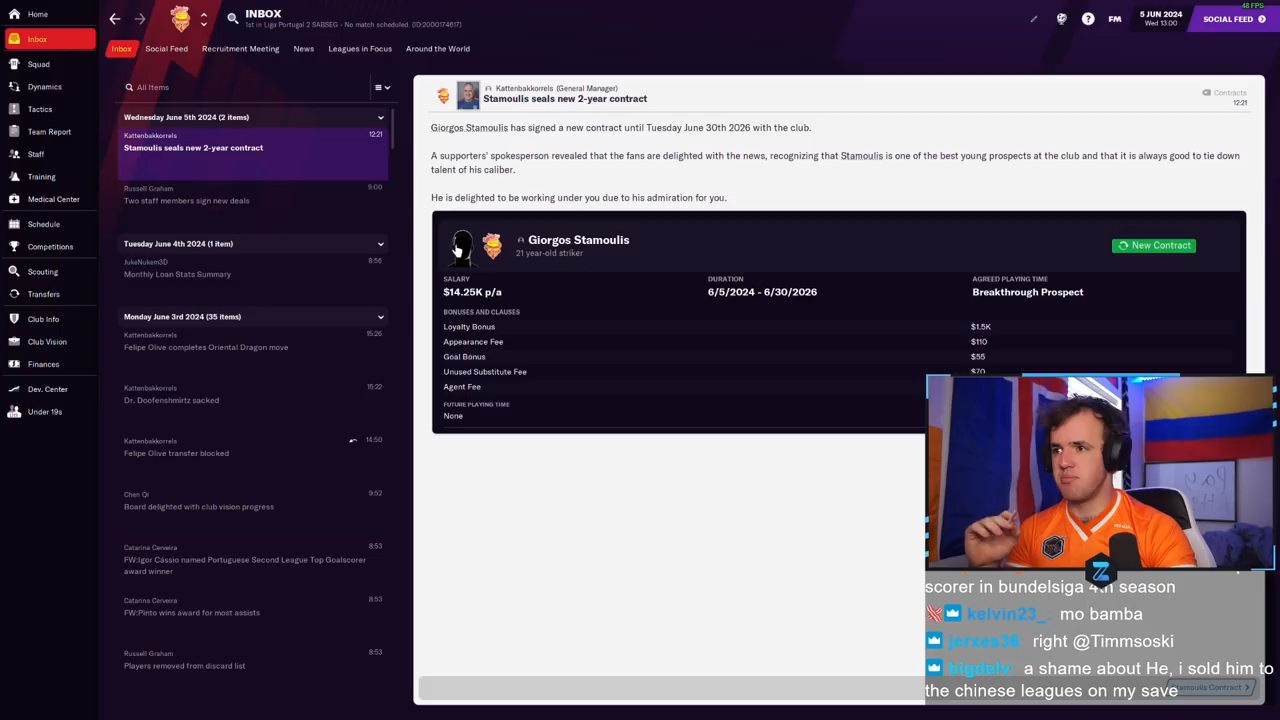 48 FPS
Home
Inbox
Squad
Dynamics
Tactics
Team Report
Staff
Training
Medical Center
Schedule
Competitions
Scouting
Transfers
Club Info
Club Vision
Finances
Dev. Center
Under 19s
INBOX
1st in Liga Portugal 2 SABSEG - No match scheduled. (ID:2000174617)
FM
5 JUN 2024
Wed 13:00
SOCIAL FEED
Inbox
Social Feed
Recruitment Meeting
News
Leagues in Focus
Around the World
All Items
Wednesday June 5th 2024 (2 items)
Kattenbakkorrels 12:21
Stamoulis seals new 2-year contract
Russell Graham 9:00
Two staff members sign new deals
Tuesday June 4th 2024 (1 item)
JukeNukem3D 8:56
Monthly Loan Stats Summary
Monday June 3rd 2024 (35 items)
Kattenbakkorrels 15:26
Felipe Olive completes Oriental Dragon move
Kattenbakkorrels 15:22
Dr. Doofenshmirtz sacked
Kattenbakkorrels 14:50
Felipe Olive transfer blocked
Chen Qi 9:52
Board delighted with club vision progress
Catarina Cerveira 8:53
FW:Igor Cássio named Portuguese Second League Top Goalscorer
award winner
Catarina Cerveira 8:53
FW:Pinto wins award for most assists
Russell Graham 8:53
Players removed from discard list
Kattenbakkorrels (General Manager)
Stamoulis seals new 2-year contract
Contracts
12:21
Giorgos Stamoulis has signed a new contract until Tuesday June 30th 2026 with the club.
A supporters' spokesperson revealed that the fans are delighted with the news, recognizing that Stamoulis is one of the best young prospects at the club and that it is always good to tie down
talent of his caliber.
He is delighted to be working under you due to his admiration for you.
Giorgos Stamoulis
21 year-old striker
New Contract
SALARY
$14.25K p/a
DURATION
6/5/2024 - 6/30/2026
AGREED PLAYING TIME
Breakthrough Prospect
BONUSES AND CLAUSES
Loyalty Bonus $1.5K
Appearance Fee $110
Goal Bonus $55
Unused Substitute Fee $70
Agent Fee
FUTURE PLAYING TIME
None
scorer in bundelsiga 4th season
kelvin23_: mo bamba
jerxes36: right @Timmsoski
bigdelv: a shame about He, i sold him to
the chinese leagues on my save
Stamoulis Contract